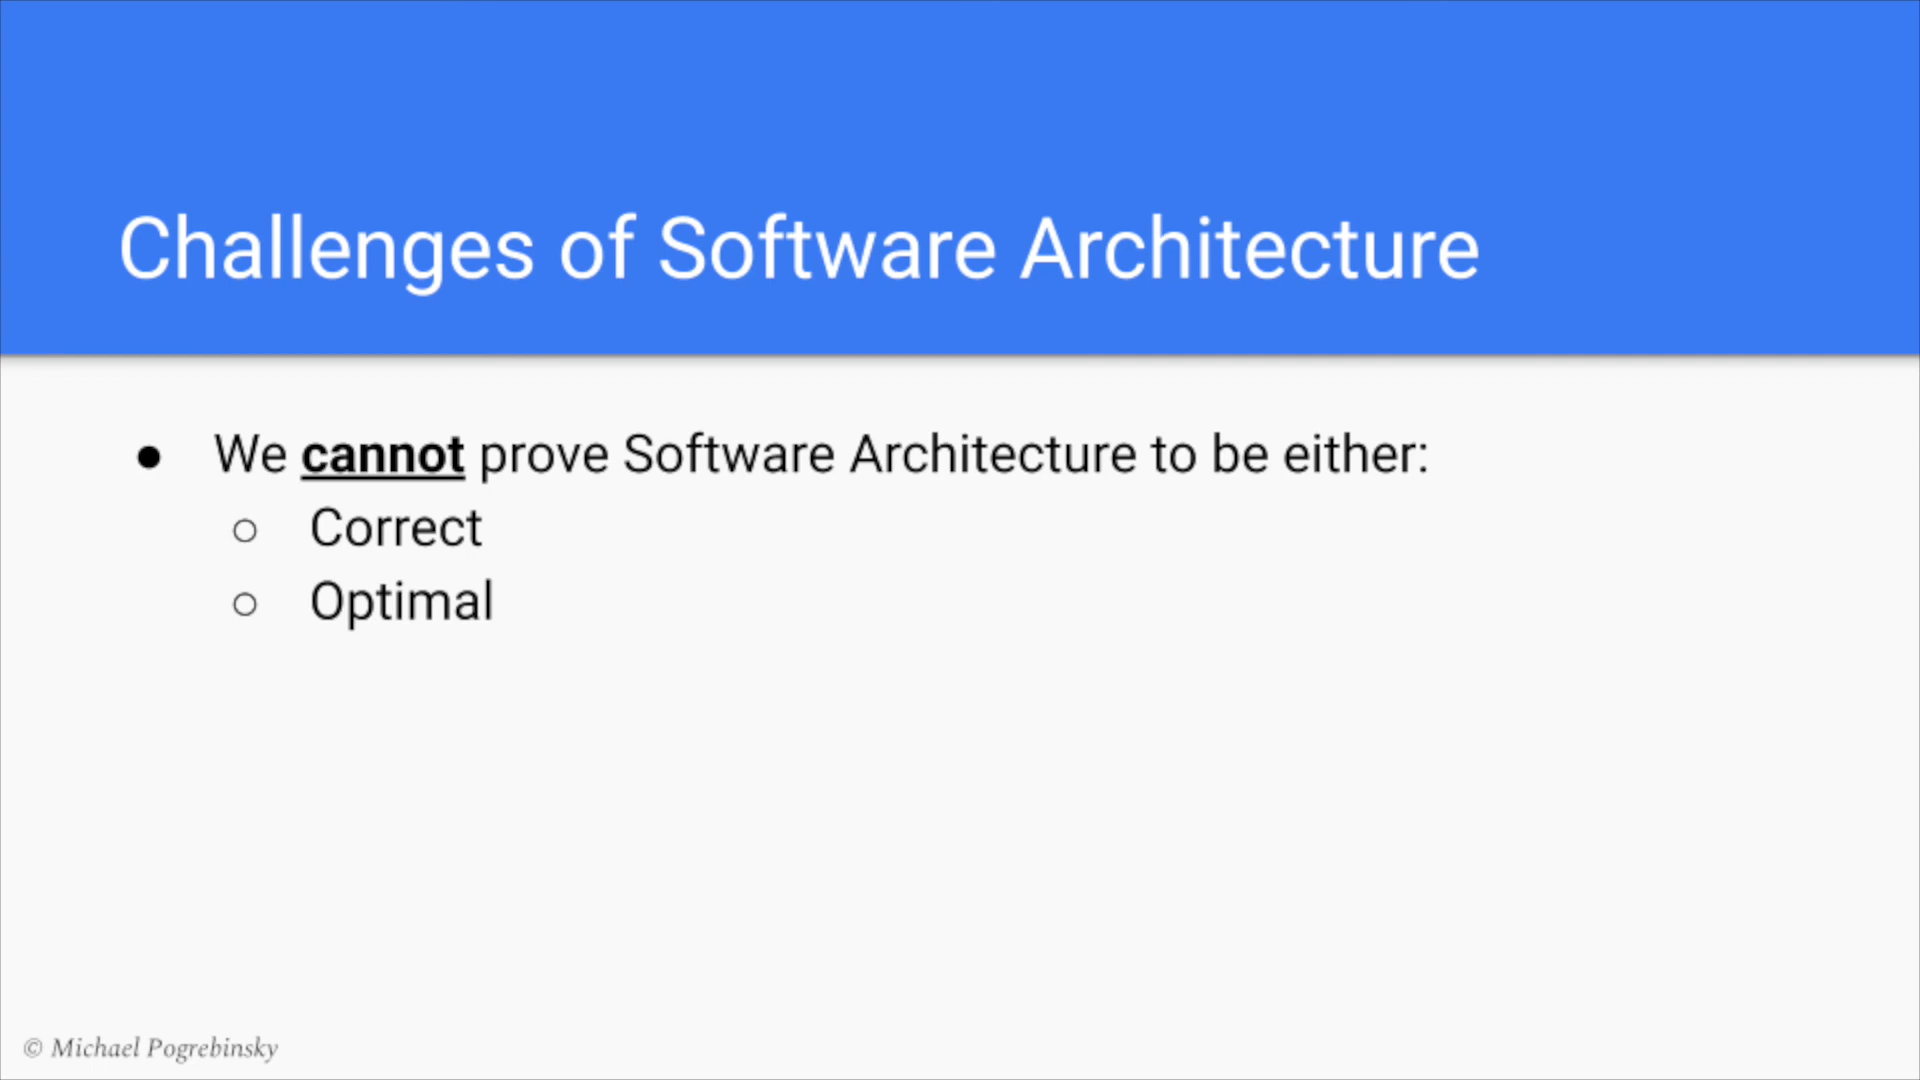 Challenges of Software Architecture
● We cannot prove Software Architecture to be either:
○ Correct
○ Optimal
© Michael Pogrebinsky